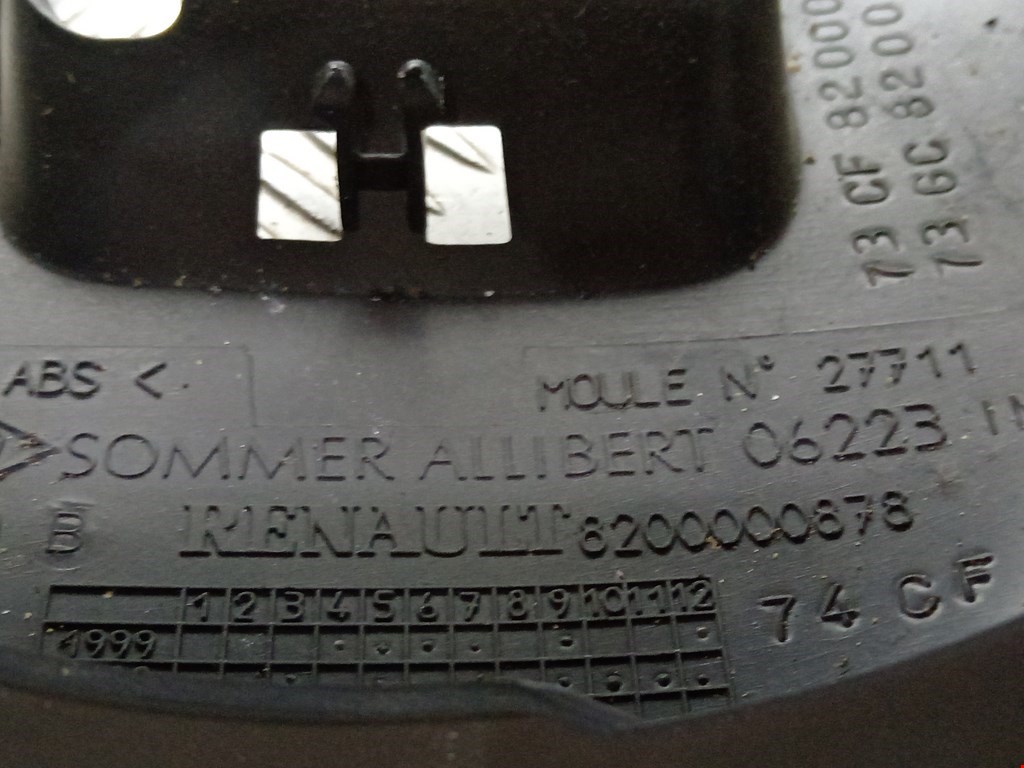 73 CF 82000
73 GC 8200
ABS <
MOULE N° 27711
SOMMER ALLIBERT 06223
B RENAULT 8200000878
1 2 3 4 5 6 7 8 9 10 11 12
1999
74 CF